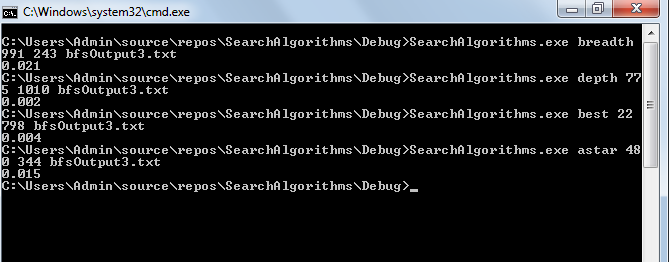 C:\Windows\system32\cmd.exe
C:\Users\Admin\source\repos\SearchAlgorithms\Debug>SearchAlgorithms.exe breadth
991 243 bfsOutput3.txt
0.021
C:\Users\Admin\source\repos\SearchAlgorithms\Debug>SearchAlgorithms.exe depth 77
5 1010 bfsOutput3.txt
0.002
C:\Users\Admin\source\repos\SearchAlgorithms\Debug>SearchAlgorithms.exe best 22
798 bfsOutput3.txt
0.004
C:\Users\Admin\source\repos\SearchAlgorithms\Debug>SearchAlgorithms.exe astar 48
0 344 bfsOutput3.txt
0.015
C:\Users\Admin\source\repos\SearchAlgorithms\Debug>_